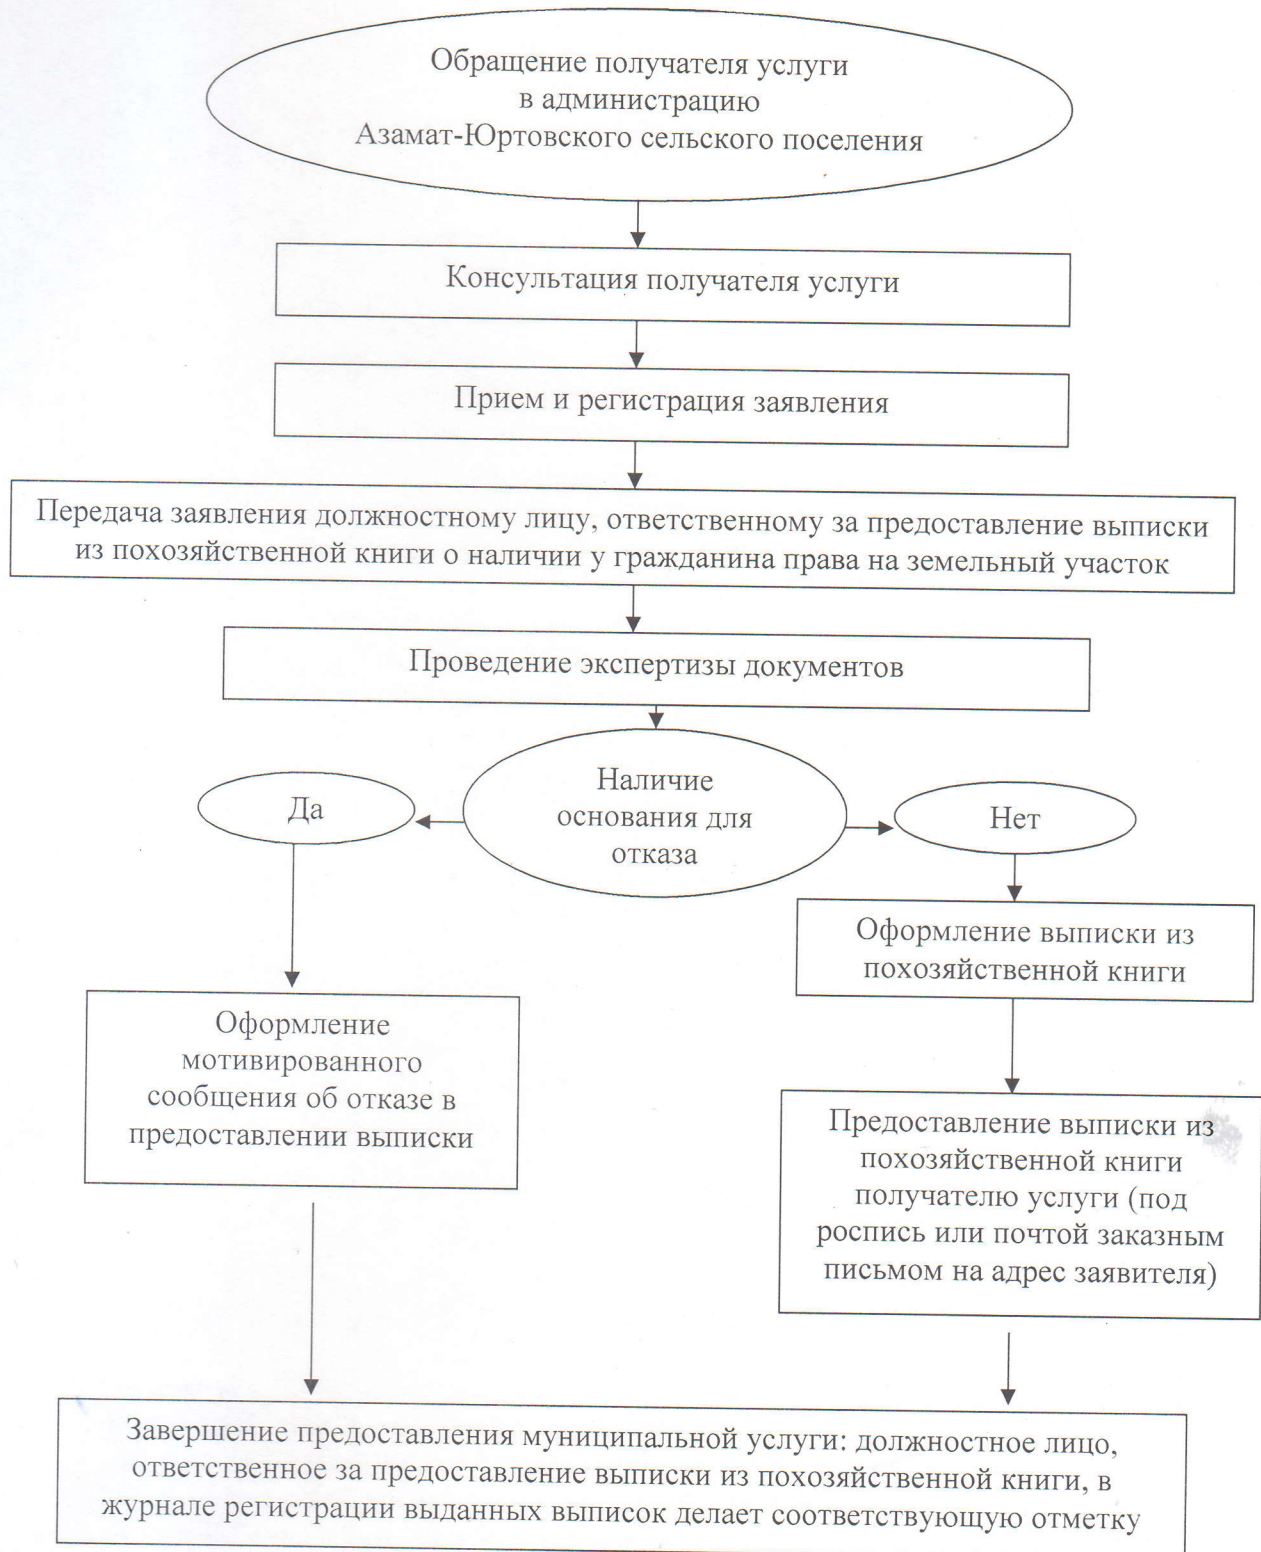 Обращение получателя услуги
в администрацию
Азамат-Юртовского сельского поселения
Консультация получателя услуги
Прием и регистрация заявления
Передача заявления должностному лицу, ответственному за предоставление выписки
из похозяйственной книги о наличии у гражданина права на земельный участок
Проведение экспертизы документов
Наличие
основания для
отказа
Да
Нет
Оформление выписки из
похозяйственной книги
Оформление
мотивированного
сообщения об отказе в
предоставлении выписки
Предоставление выписки из
похозяйственной книги
получателю услуги (под
роспись или почтой заказным
письмом на адрес заявителя)
Завершение предоставления муниципальной услуги: должностное лицо,
ответственное за предоставление выписки из похозяйственной книги, в
журнале регистрации выданных выписок делает соответствующую отметку